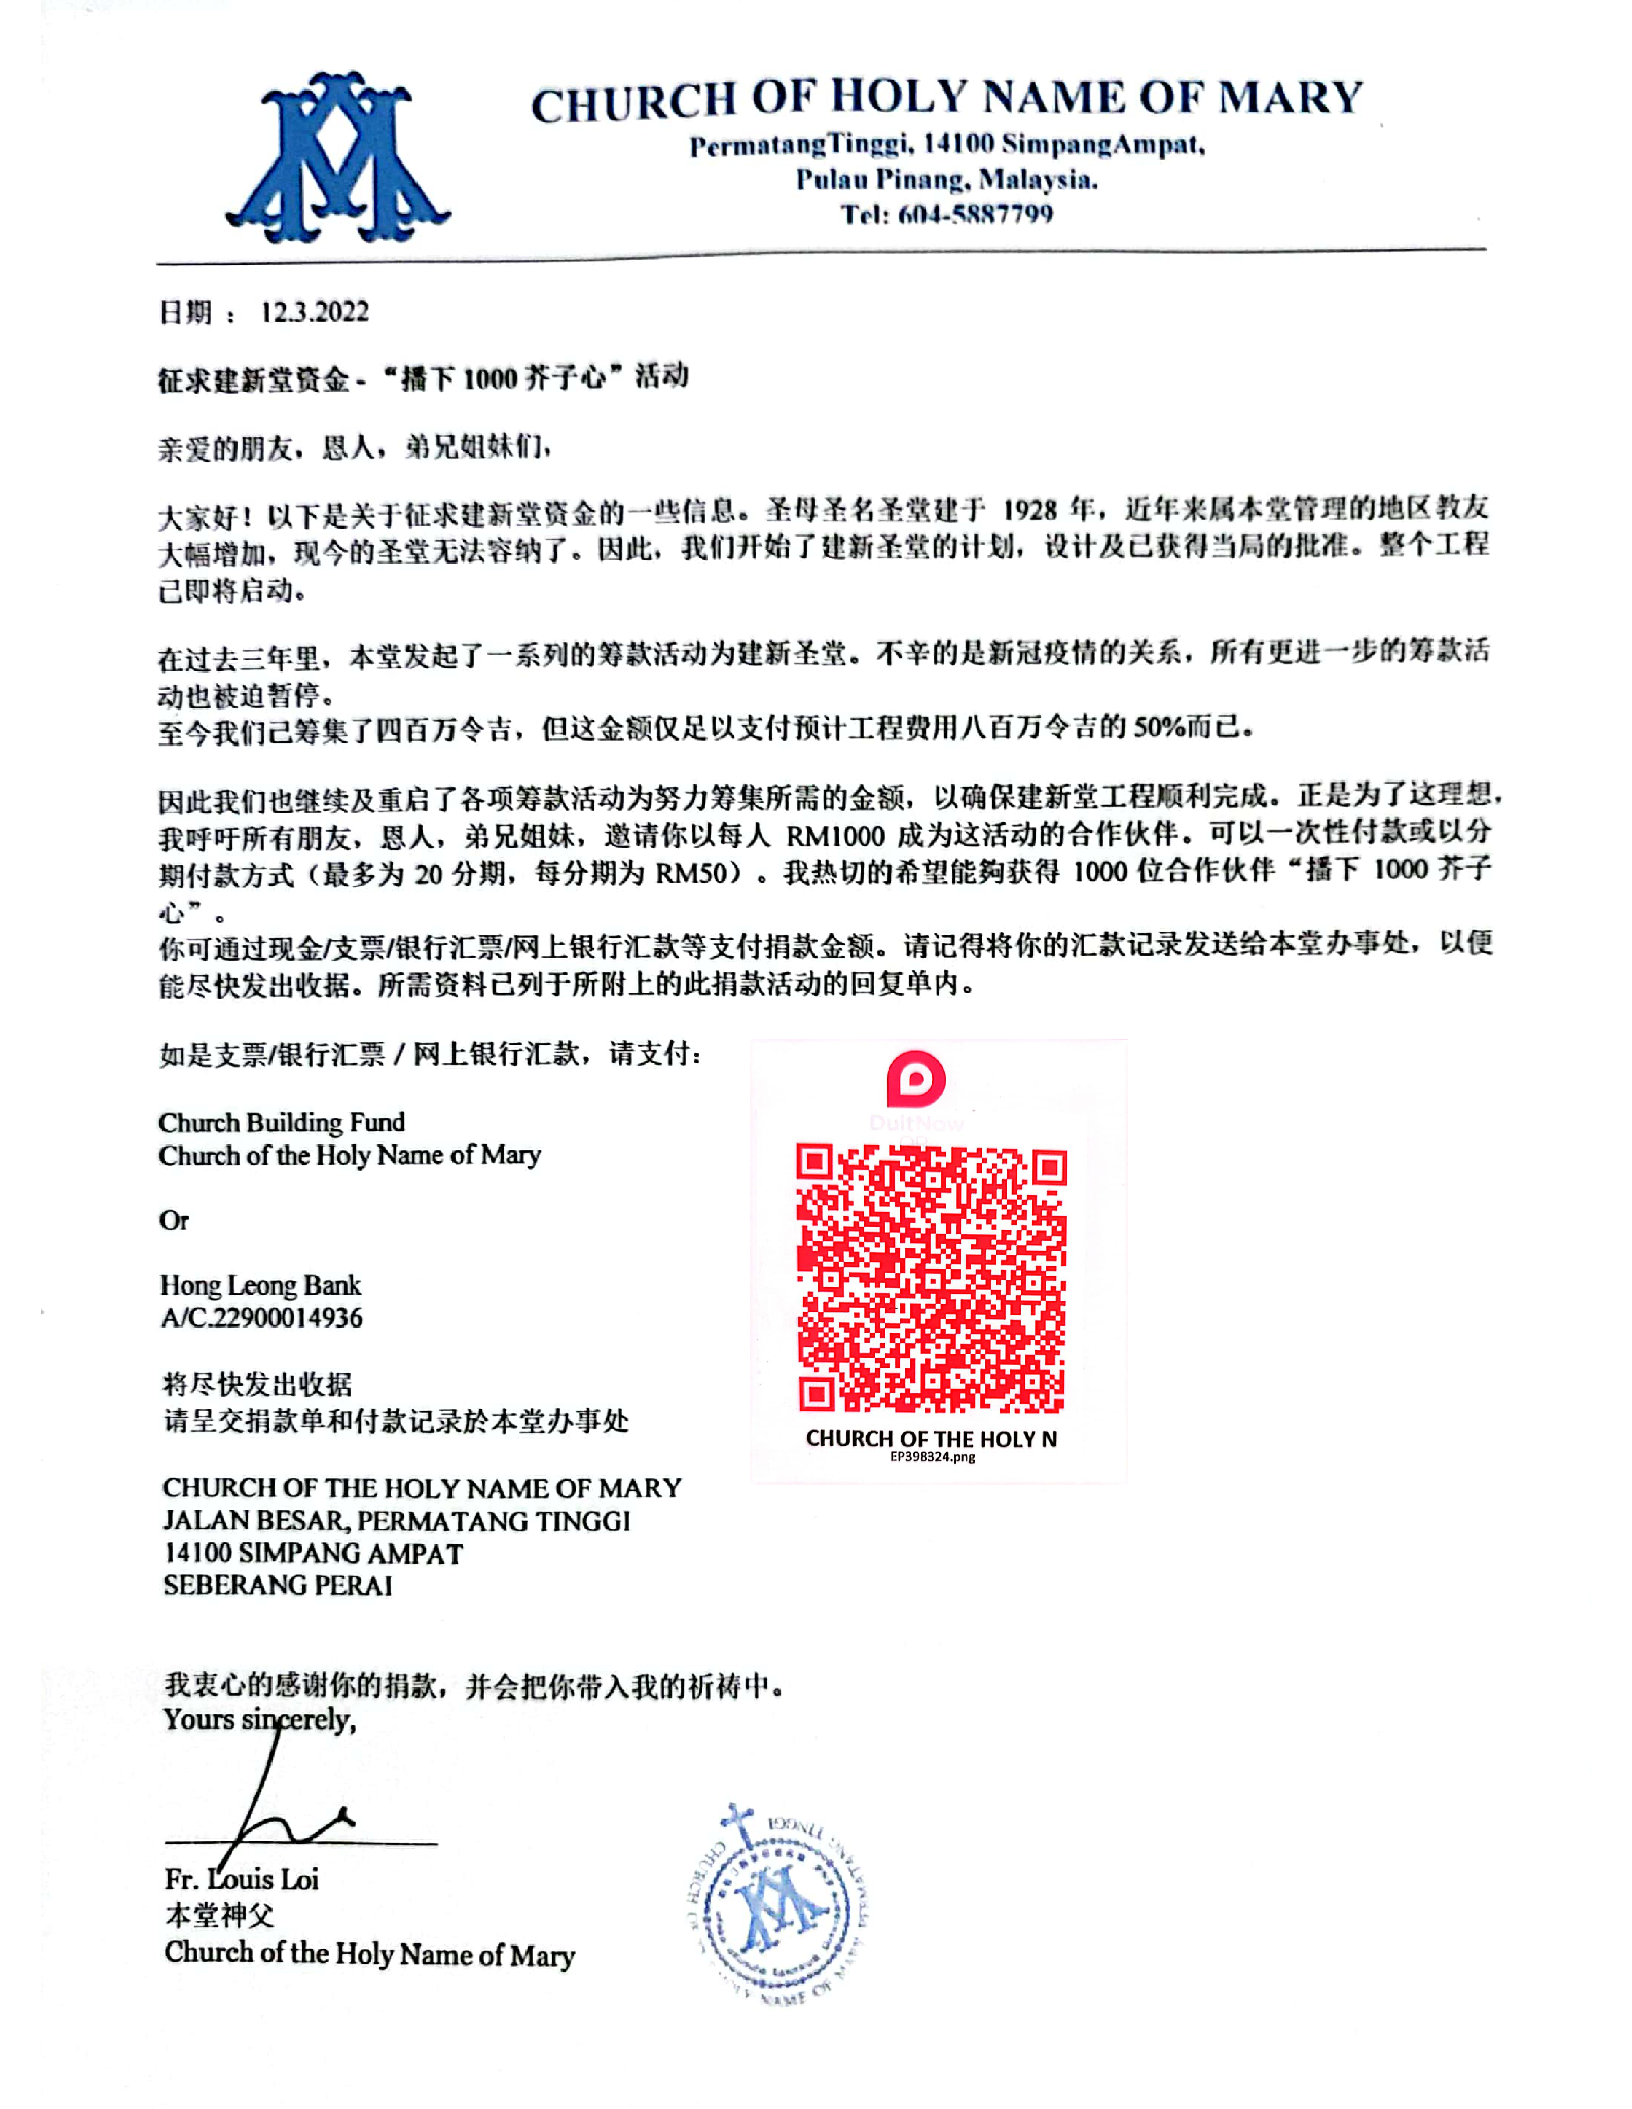 CHURCH OF HOLY NAME OF MARY
PermatangTinggi, 14100 SimpangAmpat,
Pulau Pinang, Malaysia.
Tel: 604-5887799
日期 ： 12.3.2022
征求建新堂资金 - “播下 1000 芥子心” 活动
亲爱的朋友，恩人，弟兄姐妹们，
大家好！以下是关于征求建新堂资金的一些信息。圣母圣名圣堂建于 1928 年，近年来属本堂管理的地区教友
大幅增加，现今的圣堂无法容纳了。因此，我们开始了建新圣堂的计划，设计及已获得当局的批准。整个工程
己即将启动。
在过去三年里，本堂发起了一系列的筹款活动为建新圣堂。不辛的是新冠疫情的关系，所有更进一步的筹款活
动也被迫暂停。
至今我们己筹集了四百万令吉，但这金额仅足以支付预计工程费用八百万令吉的 50%而已。
因此我们也继续及重启了各项筹款活动为努力筹集所需的金额，以确保建新堂工程顺利完成。正是为了这理想，
我呼吁所有朋友，恩人，弟兄姐妹，邀请你以每人 RM1000 成为这活动的合作伙伴。可以一次性付款或以分
期付款方式（最多为 20 分期，每分期为 RM50）。我热切的希望能夠获得 1000 位合作伙伴“播下 1000 芥子
心”。
你可通过现金/支票/银行汇票/网上银行汇款等支付捐款金额。请记得将你的汇款记录发送给本堂办事处，以便
能尽快发出收据。所需资料已列于所附上的此捐款活动的回复单内。
如是支票/银行汇票 / 网上银行汇款，请支付：
DuitNow
QR
Church Building Fund
Church of the Holy Name of Mary
Or
Hong Leong Bank
A/C.22900014936
将尽快发出收据
请呈交捐款单和付款记录於本堂办事处
CHURCH OF THE HOLY N
EP398324.png
CHURCH OF THE HOLY NAME OF MARY
JALAN BESAR, PERMATANG TINGGI
14100 SIMPANG AMPAT
SEBERANG PERAI
我衷心的感谢你的捐款，并会把你带入我的祈祷中。
Yours sincerely,
Fr. Louis Loi
本堂神父
Church of the Holy Name of Mary